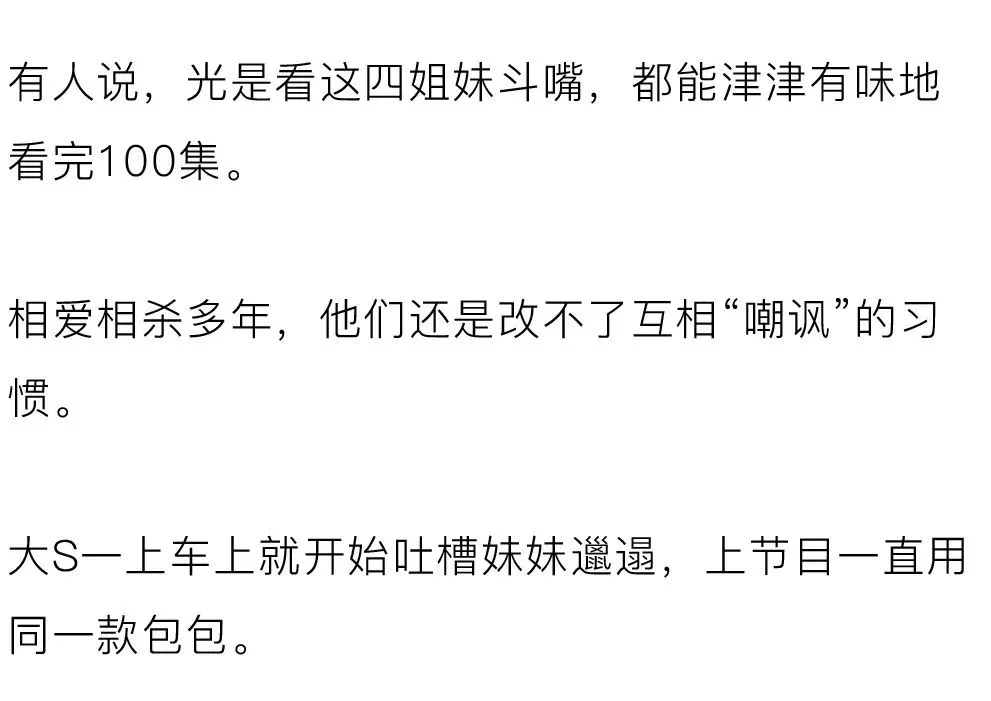 有人说，光是看这四姐妹斗嘴，都能津津有味地
看完100集。
相爱相杀多年，他们还是改不了互相“嘲讽”的习
惯。
大S一上车上就开始吐槽妹妹邋遢，上节目一直用
同一款包包。